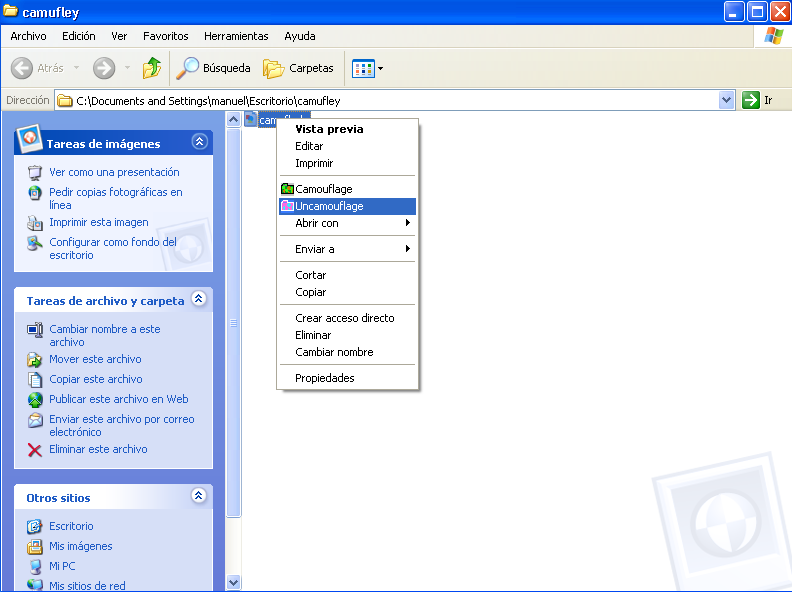 camufley
Archivo Edición Ver Favoritos Herramientas Ayuda
Atrás Búsqueda Carpetas
Dirección C:\Documents and Settings\manuel\Escritorio\camufley Ir
Tareas de imágenes
Ver como una presentación
Pedir copias fotográficas en
línea
Imprimir esta imagen
Configurar como fondo del
escritorio
Tareas de archivo y carpeta
Cambiar nombre a este
archivo
Mover este archivo
Copiar este archivo
Publicar este archivo en Web
Enviar este archivo por correo
electrónico
Eliminar este archivo
Otros sitios
Escritorio
Mis imágenes
Mi PC
Mis sitios de red
Vista previa
Editar
Imprimir
Camouflage
Uncamouflage
Abrir con
Enviar a
Cortar
Copiar
Crear acceso directo
Eliminar
Cambiar nombre
Propiedades